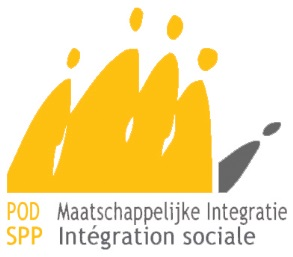 POD Maatschappelijke Integratie
SPP Intégration sociale